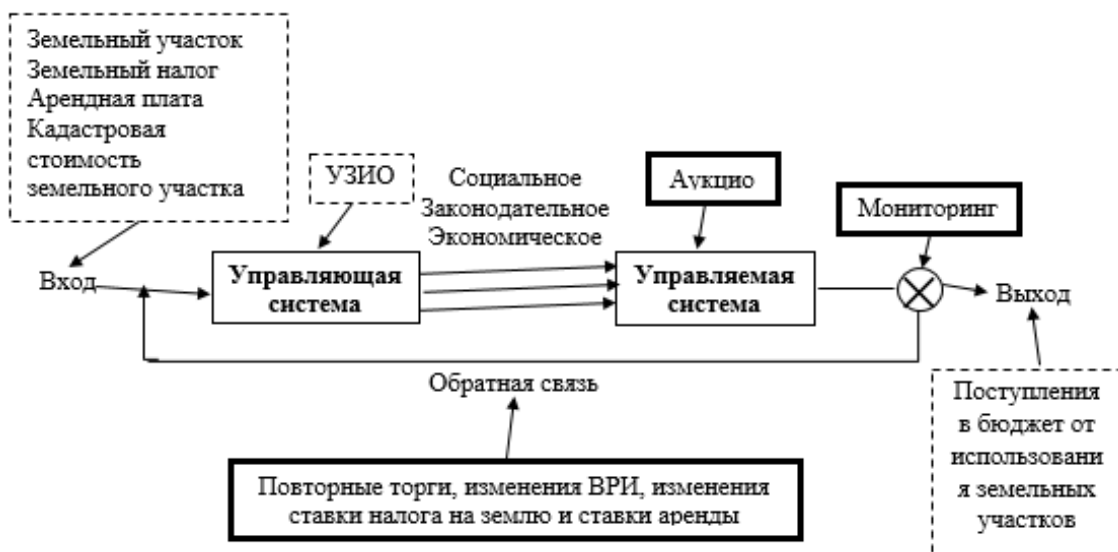 Земельный участок
Земельный налог
Арендная плата
Кадастровая
стоимость
земельного участка
УЗИО
Социальное
Законодательное
Экономическое
Аукцио
Мониторинг
Вход
Управляющая
система
Управляемая
система
Выход
Обратная связь
Повторные торги, изменения ВРИ, изменения
ставки налога на землю и ставки аренды
Поступления
в бюджет от
использовани
я земельных
участков